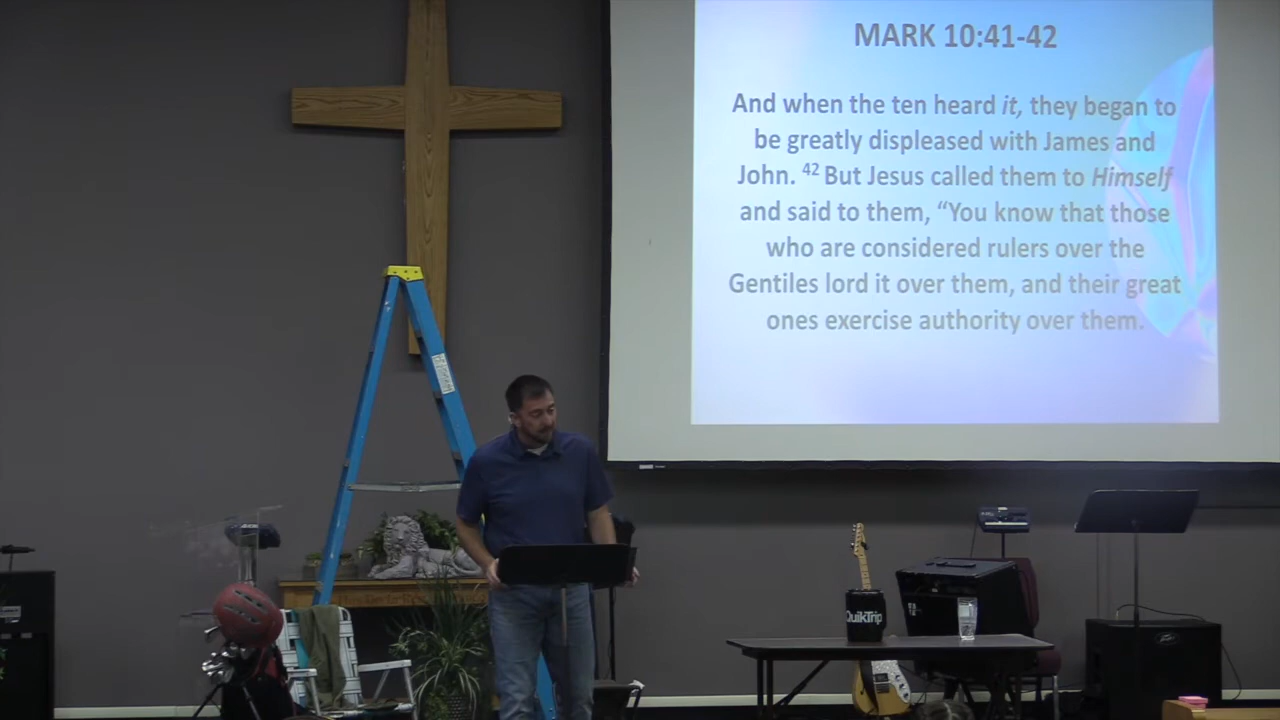 MARK 10:41-42
And when the ten heard it, they began to
be greatly displeased with James and
John. 42 But Jesus called them to Himself
and said to them, “You know that those
who are considered rulers over the
Gentiles lord it over them, and their great
ones exercise authority over them.
QuikTrip